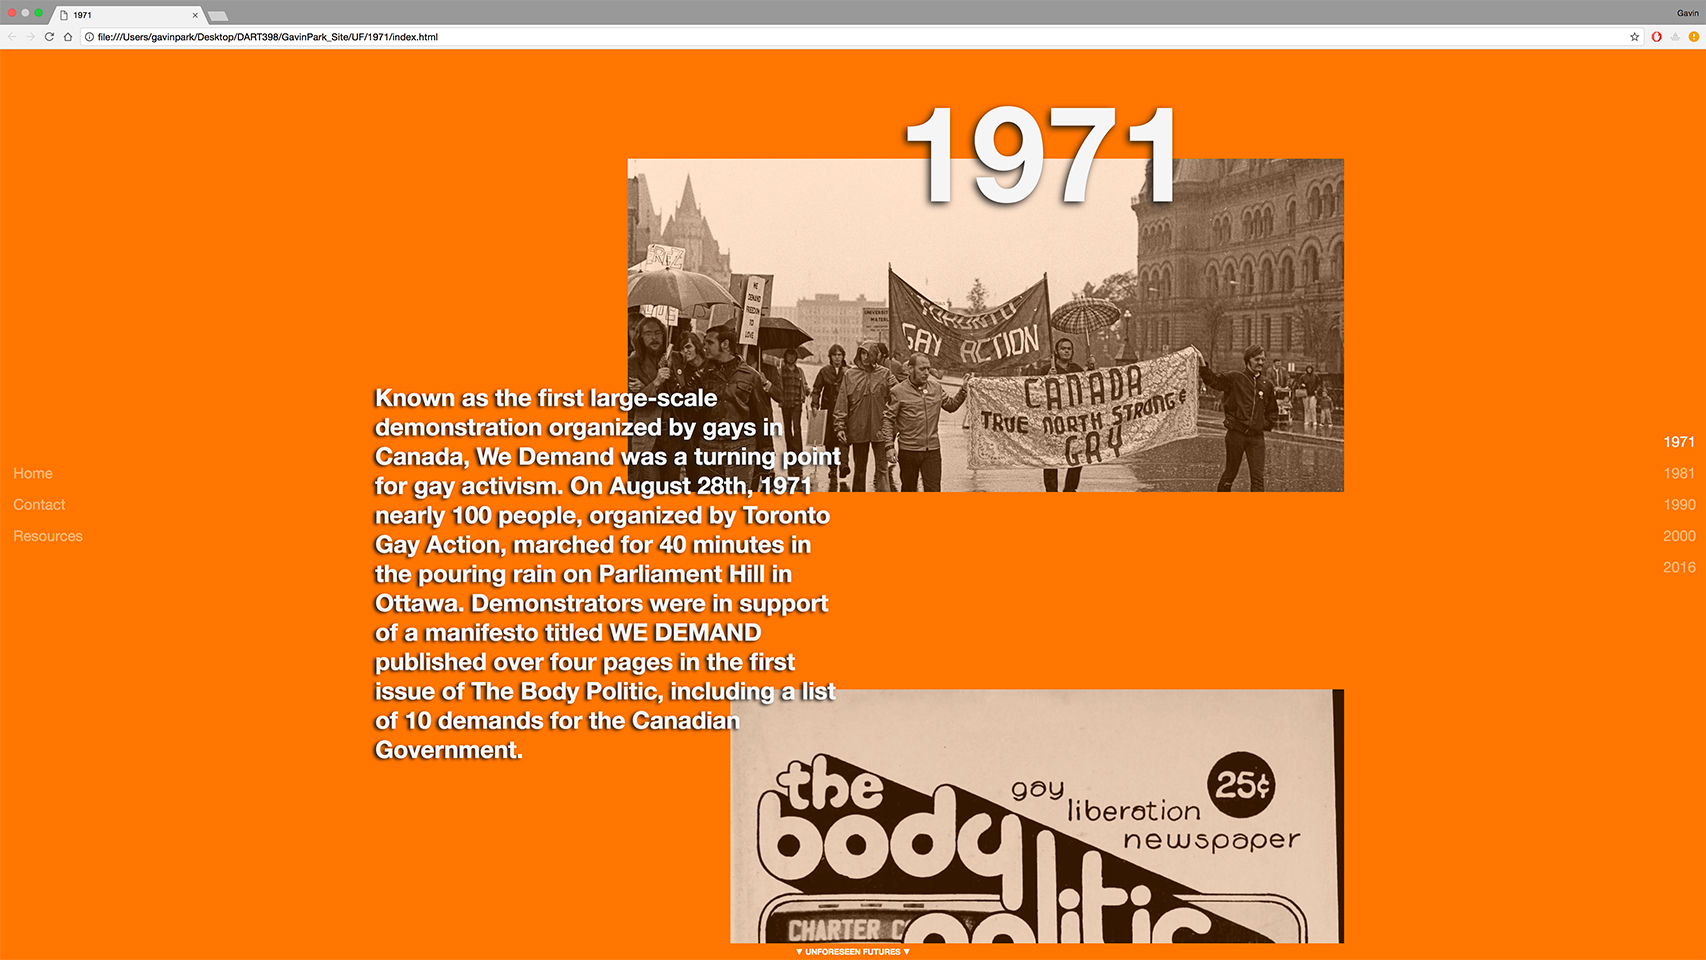 1971
Gavin
file:///Users/gavinpark/Desktop/DART398/GavinPark_Site/UF/1971/index.html
1971
WE
DEMAND
FREEDOM
TO
LOVE
TORONTO
GAY ACTION
CANADA
TRUE NORTH STRONG &
GAY
Known as the first large-scale
demonstration organized by gays in
Canada, We Demand was a turning point
for gay activism. On August 28th, 1971
nearly 100 people, organized by Toronto
Gay Action, marched for 40 minutes in
the pouring rain on Parliament Hill in
Ottawa. Demonstrators were in support
of a manifesto titled WE DEMAND
published over four pages in the first
issue of The Body Politic, including a list
of 10 demands for the Canadian
Government.
Home
Contact
Resources
1971
1981
1990
2000
2016
the
body
politic
gay
liberation
newspaper
25¢
CHARTER
▼ UNFORESEEN FUTURES ▼